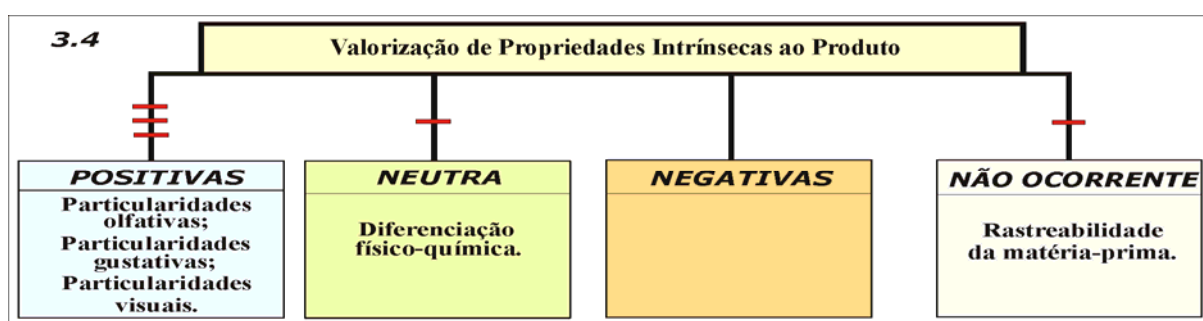 3.4
Valorização de Propriedades Intrínsecas ao Produto
POSITIVAS
Particularidades
olfativas;
Particularidades
gustativas;
Particularidades
visuais.
NEUTRA
Diferenciação
físico-química.
NEGATIVAS
NÃO OCORRENTE
Rastreabilidade
da matéria-prima.